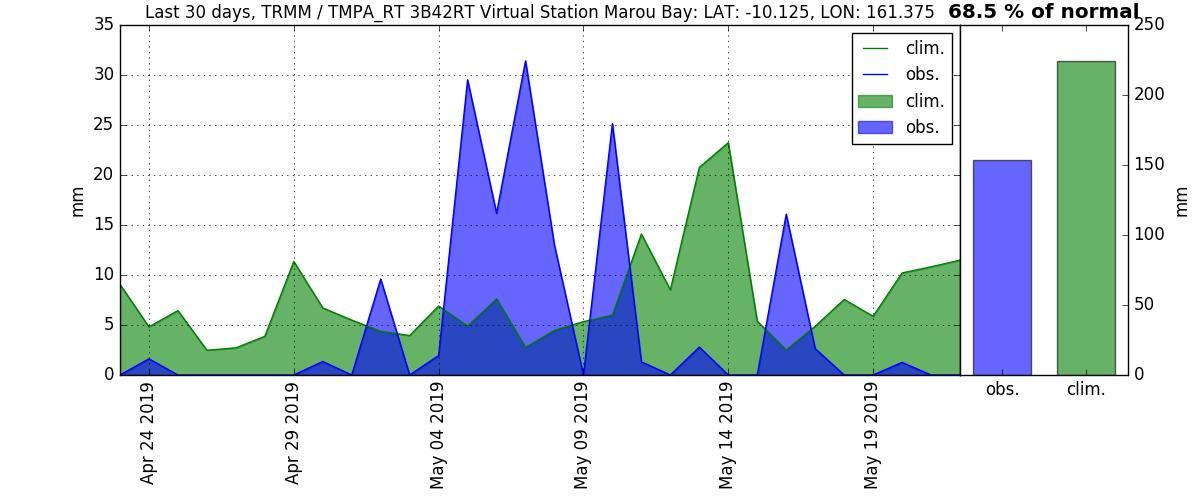 Last 30 days, TRMM / TMPA_RT 3B42RT Virtual Station Marou Bay: LAT: -10.125, LON: 161.375 68.5 % of normal
35
30
25
20
15
10
5
0
mm
clim.
obs.
clim.
obs.
250
200
150
100
50
0
mm
Apr 24 2019
Apr 29 2019
May 04 2019
May 09 2019
May 14 2019
May 19 2019
obs.
clim.